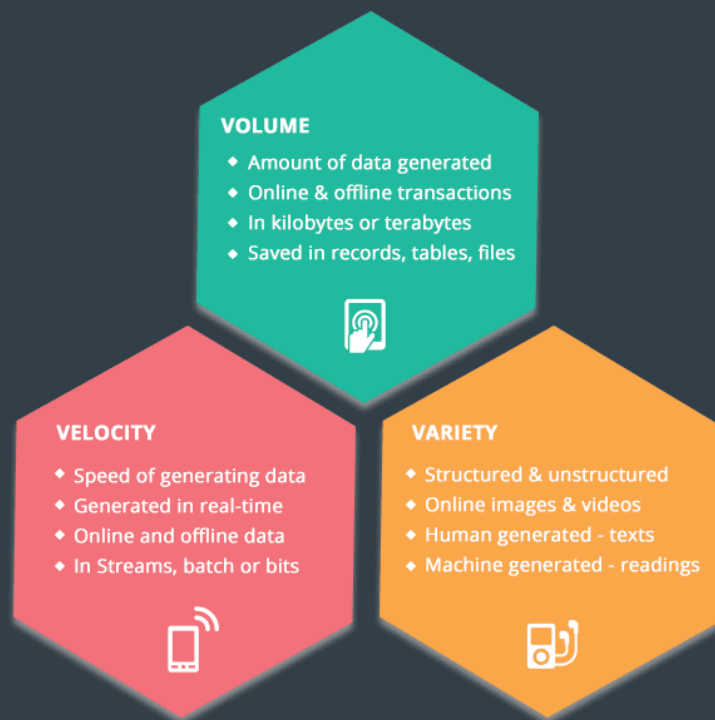 VOLUME
◆ Amount of data generated
◆ Online & offline transactions
◆ In kilobytes or terabytes
◆ Saved in records, tables, files
VELOCITY
◆ Speed of generating data
◆ Generated in real-time
◆ Online and offline data
◆ In Streams, batch or bits
VARIETY
◆ Structured & unstructured
◆ Online images & videos
◆ Human generated - texts
◆ Machine generated - readings